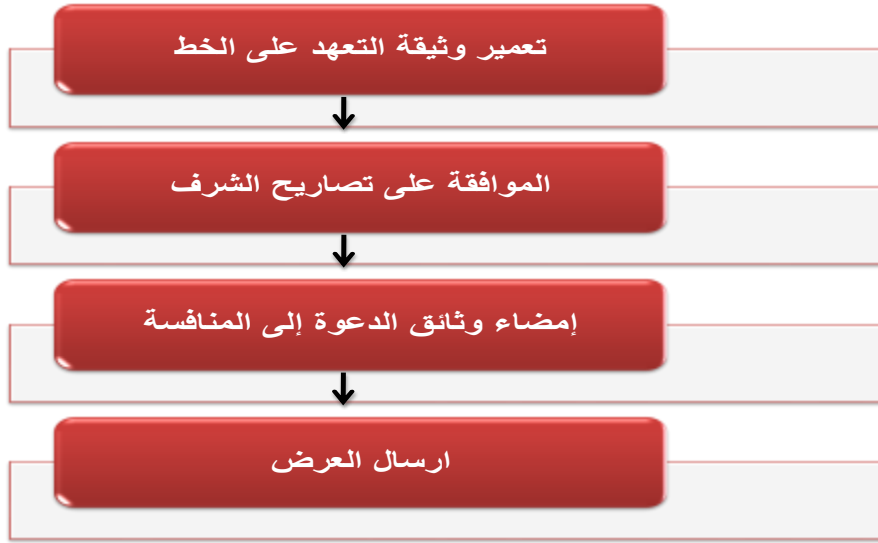 تعمير وثيقة التعهد على الخط
الموافقة على تصاريح الشرف
إمضاء وثائق الدعوة إلى المنافسة
ارسال العرض